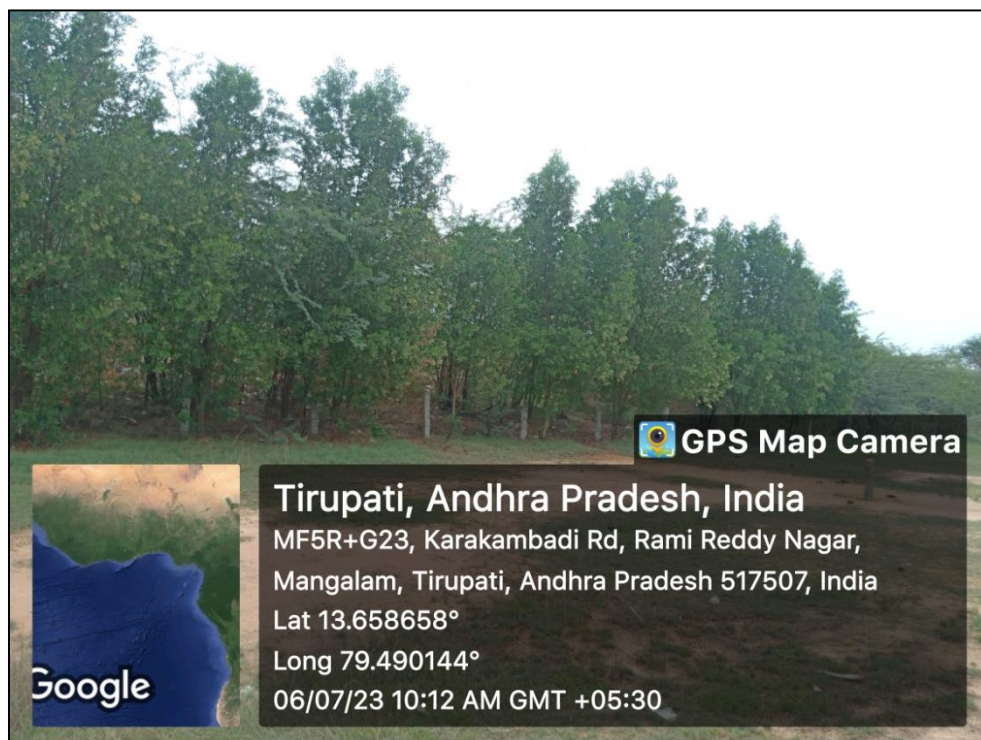 GPS Map Camera
Tirupati, Andhra Pradesh, India
MF5R+G23, Karakambadi Rd, Rami Reddy Nagar,
Mangalam, Tirupati, Andhra Pradesh 517507, India
Lat 13.658658°
Long 79.490144°
06/07/23 10:12 AM GMT +05:30
Google